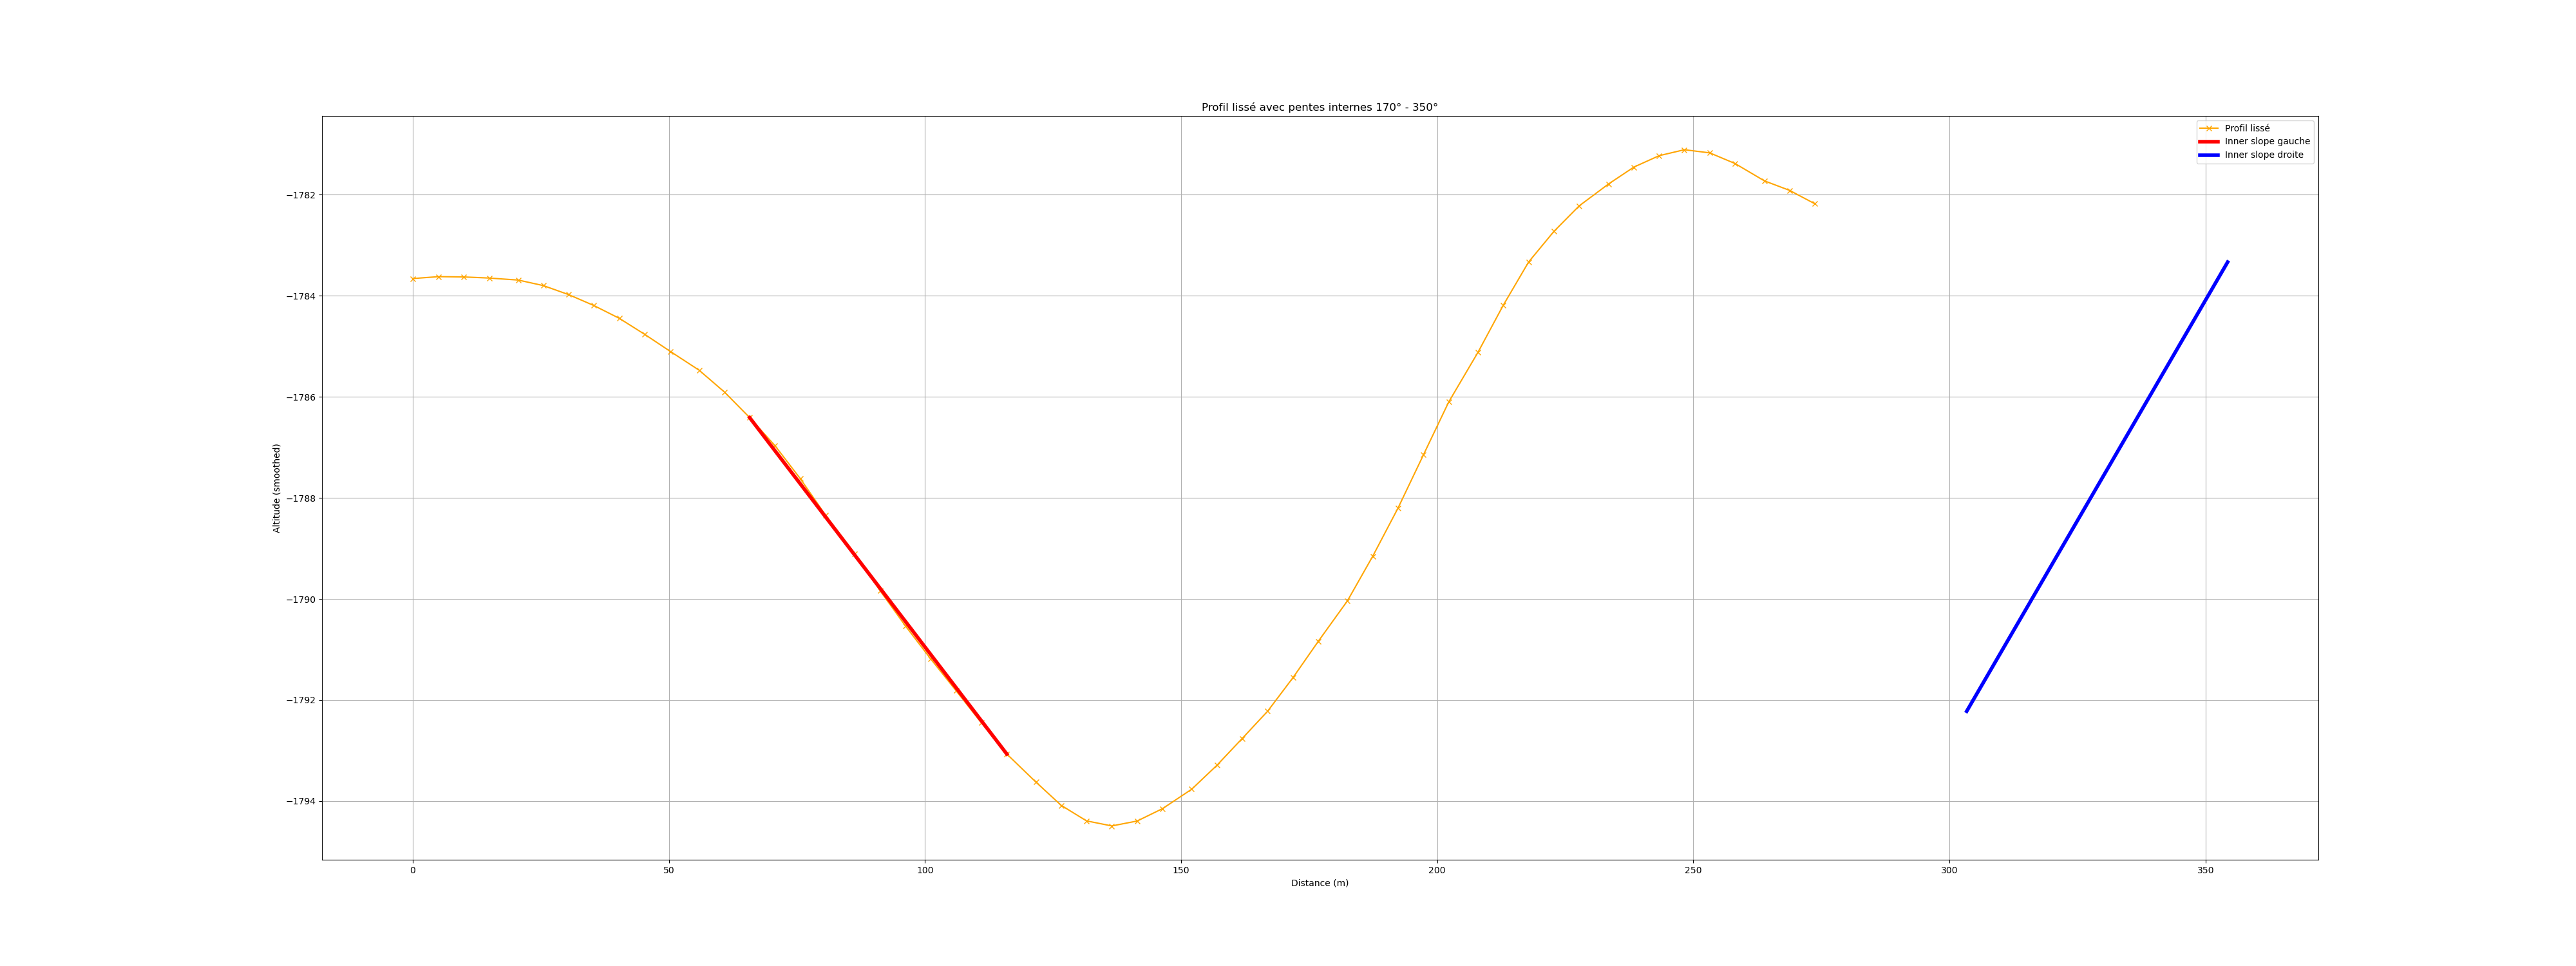 Profil lissé avec pentes internes 170° - 350°
Profil lissé
Inner slope gauche
Inner slope droite
−1782
−1784
−1786
−1788
−1790
−1792
−1794
Altitude (smoothed)
0
50
100
150
200
250
300
350
Distance (m)